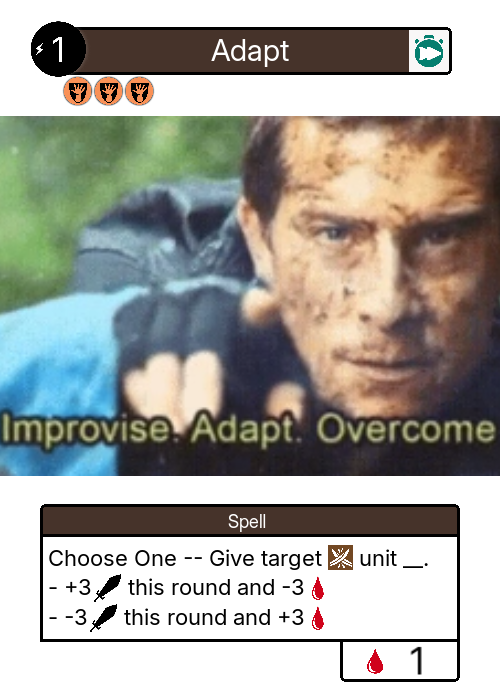 1
Adapt
Improvise. Adapt. Overcome
Spell
Choose One -- Give target unit __.
- +3 this round and -3
- -3 this round and +3
1